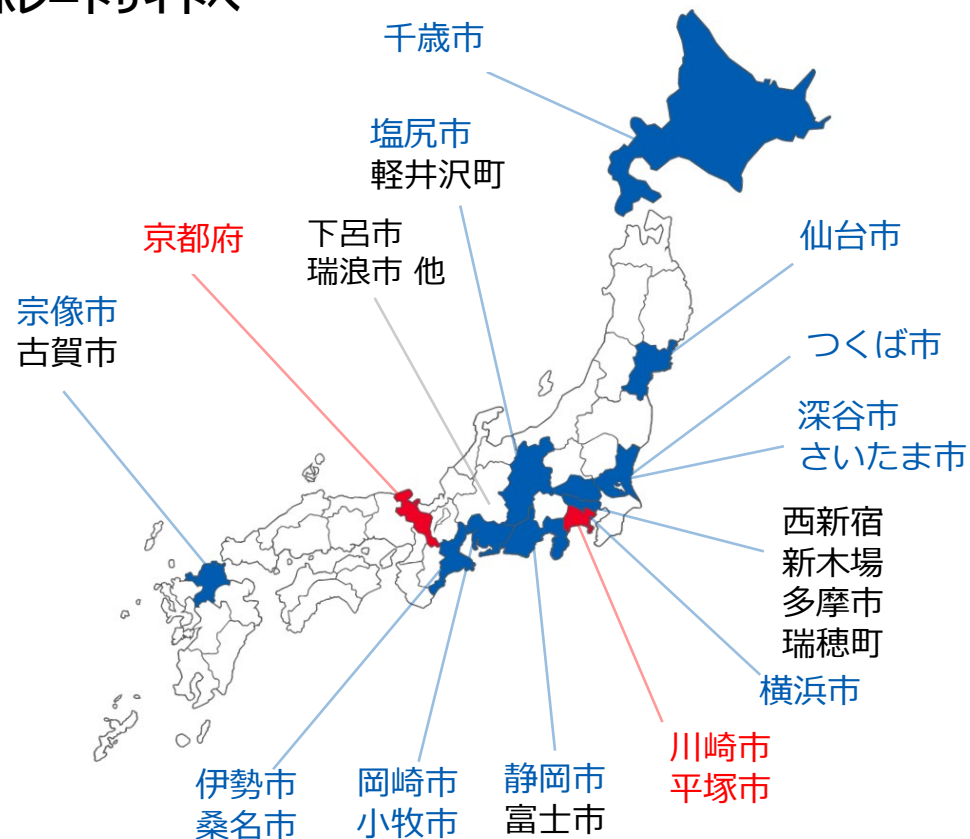 千歳市
塩尻市
軽井沢町
京都府
下呂市
瑞浪市 他
仙台市
宗像市
古賀市
つくば市
深谷市
さいたま市
西新宿
新木場
多摩市
瑞穂町
横浜市
川崎市
平塚市
伊勢市
桑名市
岡崎市
小牧市
静岡市
富士市